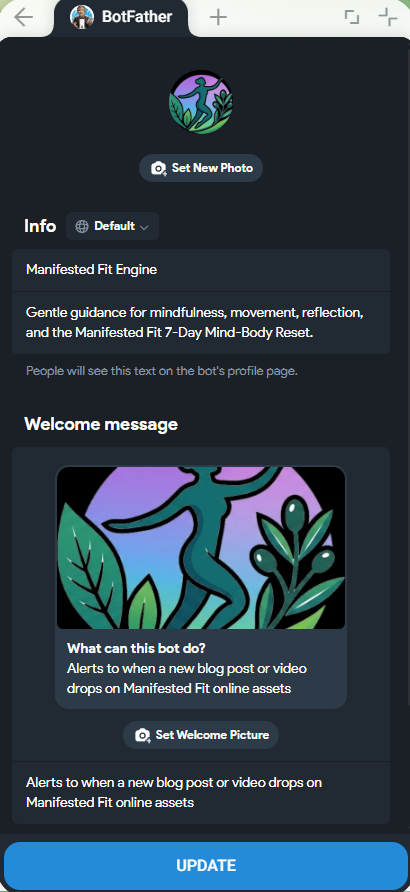 BotFather
Set New Photo
Info
Default
Manifested Fit Engine
Gentle guidance for mindfulness, movement, reflection,
and the Manifested Fit 7-Day Mind-Body Reset.
People will see this text on the bot's profile page.
Welcome message
What can this bot do?
Alerts to when a new blog post or video
drops on Manifested Fit online assets
Set Welcome Picture
Alerts to when a new blog post or video drops on
Manifested Fit online assets
UPDATE